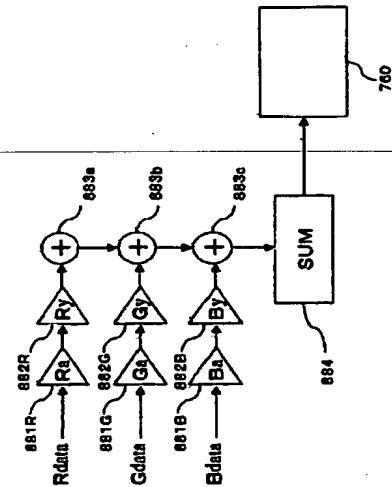 881R 882R 883a
Rdata Ra Ry +
881G 882G 883b
Gdata Ga Gy +
881B 882B 883c
Bdata Ba By +
884 SUM
760